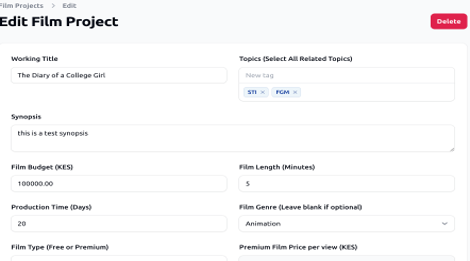 Film Projects > Edit
Edit Film Project
Delete
Working Title
Topics (Select All Related Topics)
The Diary of a College Girl
New tag
STI ×
FGM ×
Synopsis
this is a test synopsis
Film Budget (KES)
Film Length (Minutes)
100000.00
5
Production Time (Days)
Film Genre (Leave blank if optional)
20
Animation
Film Type (Free or Premium)
Premium Film Price per view (KES)